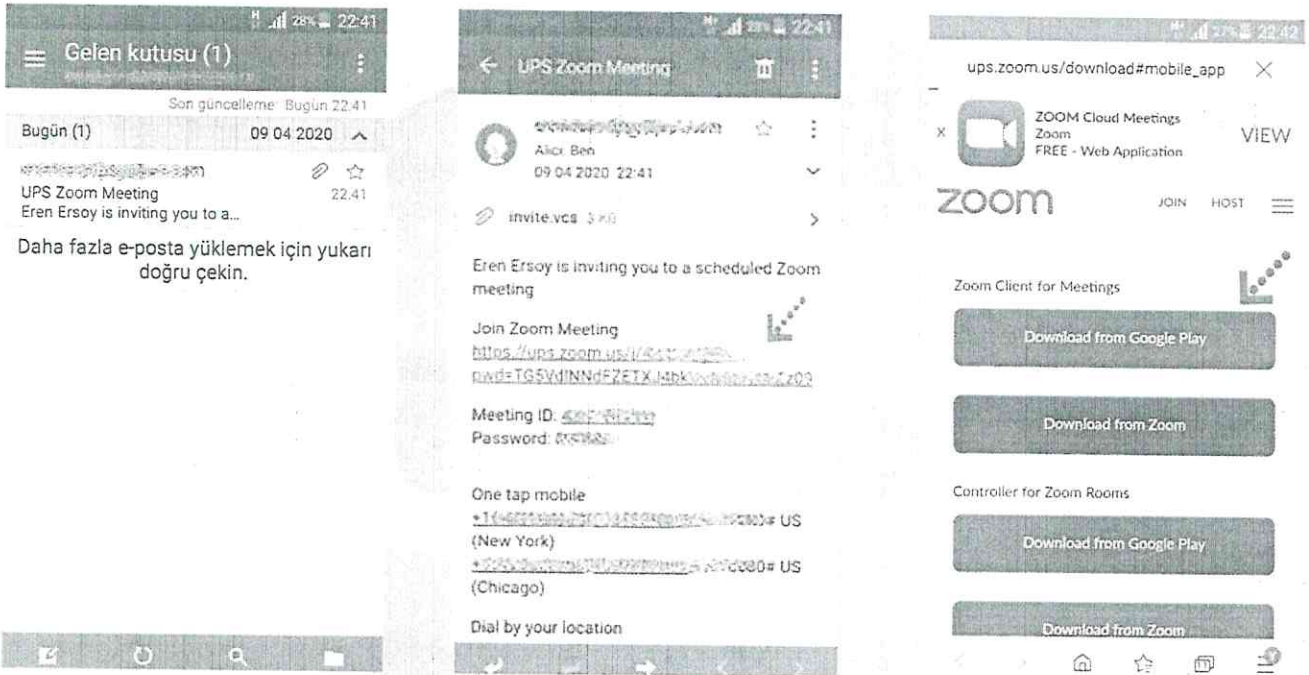 H 28% 22:41
Gelen kutusu (1)
Son güncelleme: Bugün 22:41
Bugün (1) 09 04 2020
UPS Zoom Meeting 22:41
Eren Ersoy is inviting you to a...
Daha fazla e-posta yüklemek için yukarı
doğru çekin.
28% 22:41
UPS Zoom Meeting
Alıcı: Ben
09 04 2020 22:41
invite.vcs
Eren Ersoy is inviting you to a scheduled Zoom
meeting
Join Zoom Meeting
https://ups.zoom.us/j/
Meeting ID:
Password:
One tap mobile
US
(New York)
US
(Chicago)
Dial by your location
27% 22:42
ups.zoom.us/download#mobile_app
ZOOM Cloud Meetings
Zoom
FREE - Web Application
VIEW
zoom
JOIN HOST
Zoom Client for Meetings
Download from Google Play
Download from Zoom
Controller for Zoom Rooms
Download from Google Play
Download from Zoom